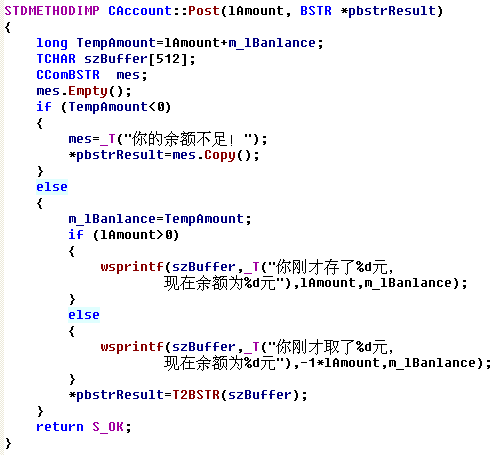 STDMETHODIMP CAccount::Post(lAmount, BSTR *pbstrResult)
{
    long TempAmount=lAmount+m_lBanlance;
    TCHAR szBuffer[512];
    CComBSTR  mes;
    mes.Empty();
    if (TempAmount<0)
    {
        mes=_T("你的余额不足！");
        *pbstrResult=mes.Copy();
    }
    else
    {
        m_lBanlance=TempAmount;
        if (lAmount>0)
        {
            wsprintf(szBuffer,_T("你刚才存了%d元,
                    现在余额为%d元"),lAmount,m_lBanlance);
        }
        else
        {
            wsprintf(szBuffer,_T("你刚才取了%d元,
                    现在余额为%d元"),-1*lAmount,m_lBanlance);
        }
        *pbstrResult=T2BSTR(szBuffer);
    }
    return S_OK;
}